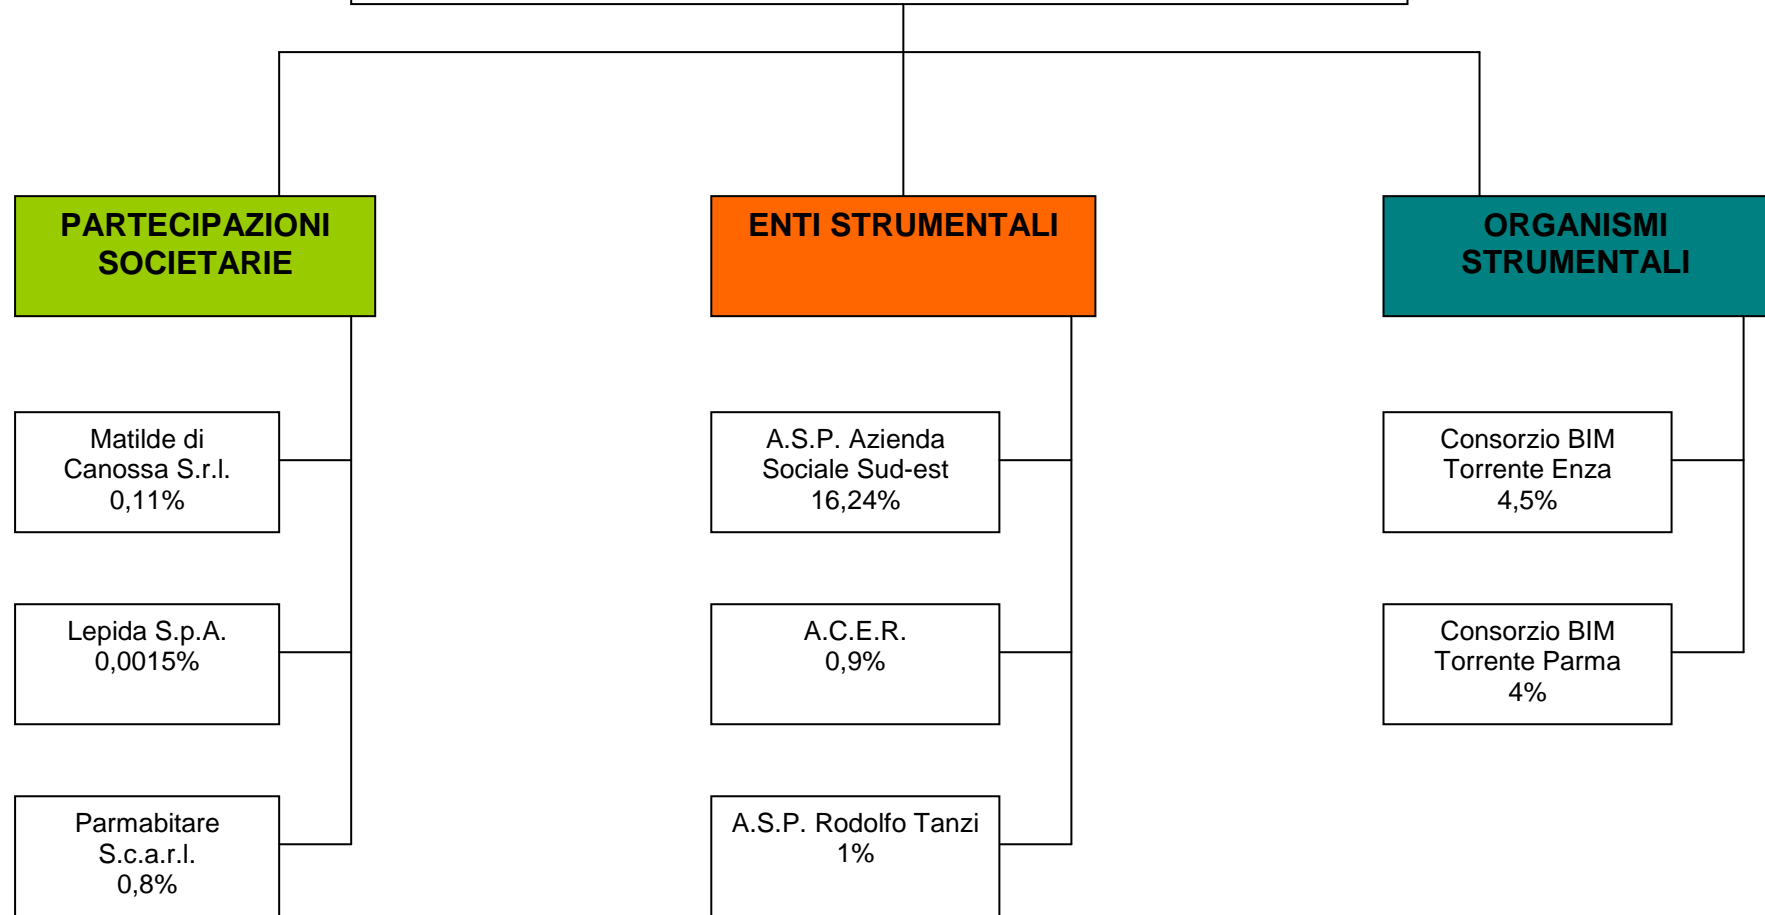 PARTECIPAZIONI
SOCIETARIE
ENTI STRUMENTALI
ORGANISMI
STRUMENTALI
Matilde di
Canossa S.r.l.
0,11%
A.S.P. Azienda
Sociale Sud-est
16,24%
Consorzio BIM
Torrente Enza
4,5%
Lepida S.p.A.
0,0015%
A.C.E.R.
0,9%
Consorzio BIM
Torrente Parma
4%
Parmabitare
S.c.a.r.l.
0,8%
A.S.P. Rodolfo Tanzi
1%